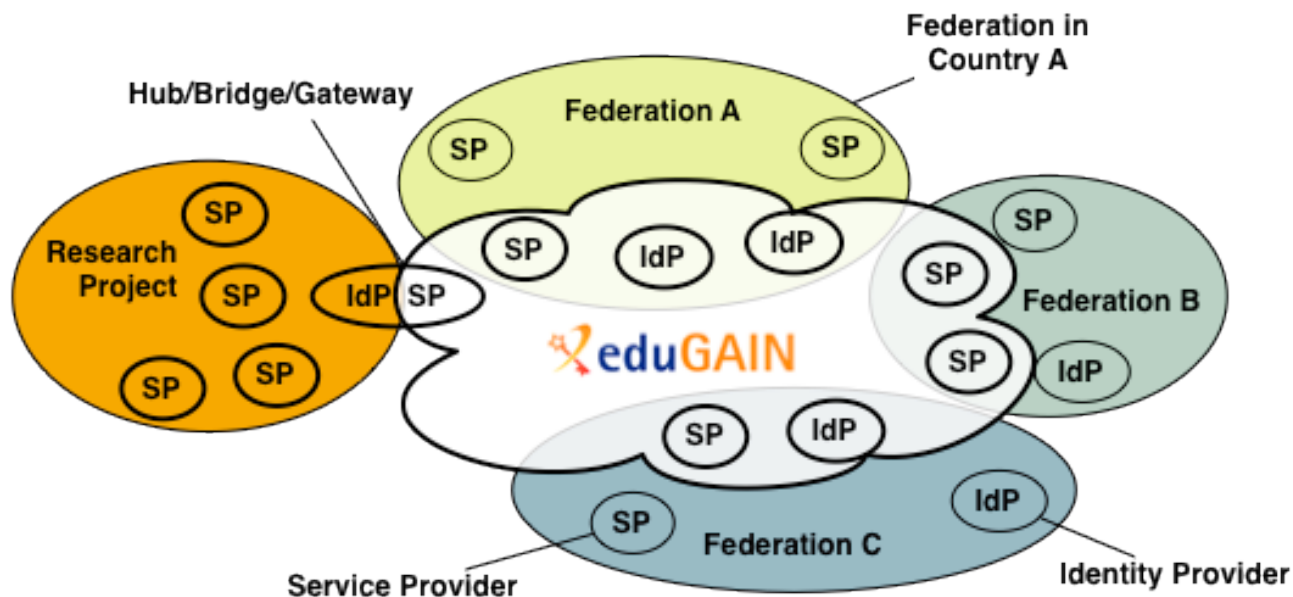 Federation in
Country A
Hub/Bridge/Gateway
Federation A
SP
SP
SP
SP
Research
Project
SP
IdP
IdP
SP
SP
Federation B
SP
IdP
SP
SP
SP
eduGAIN
SP
IdP
SP
IdP
SP
IdP
Federation C
Service Provider
Identity Provider